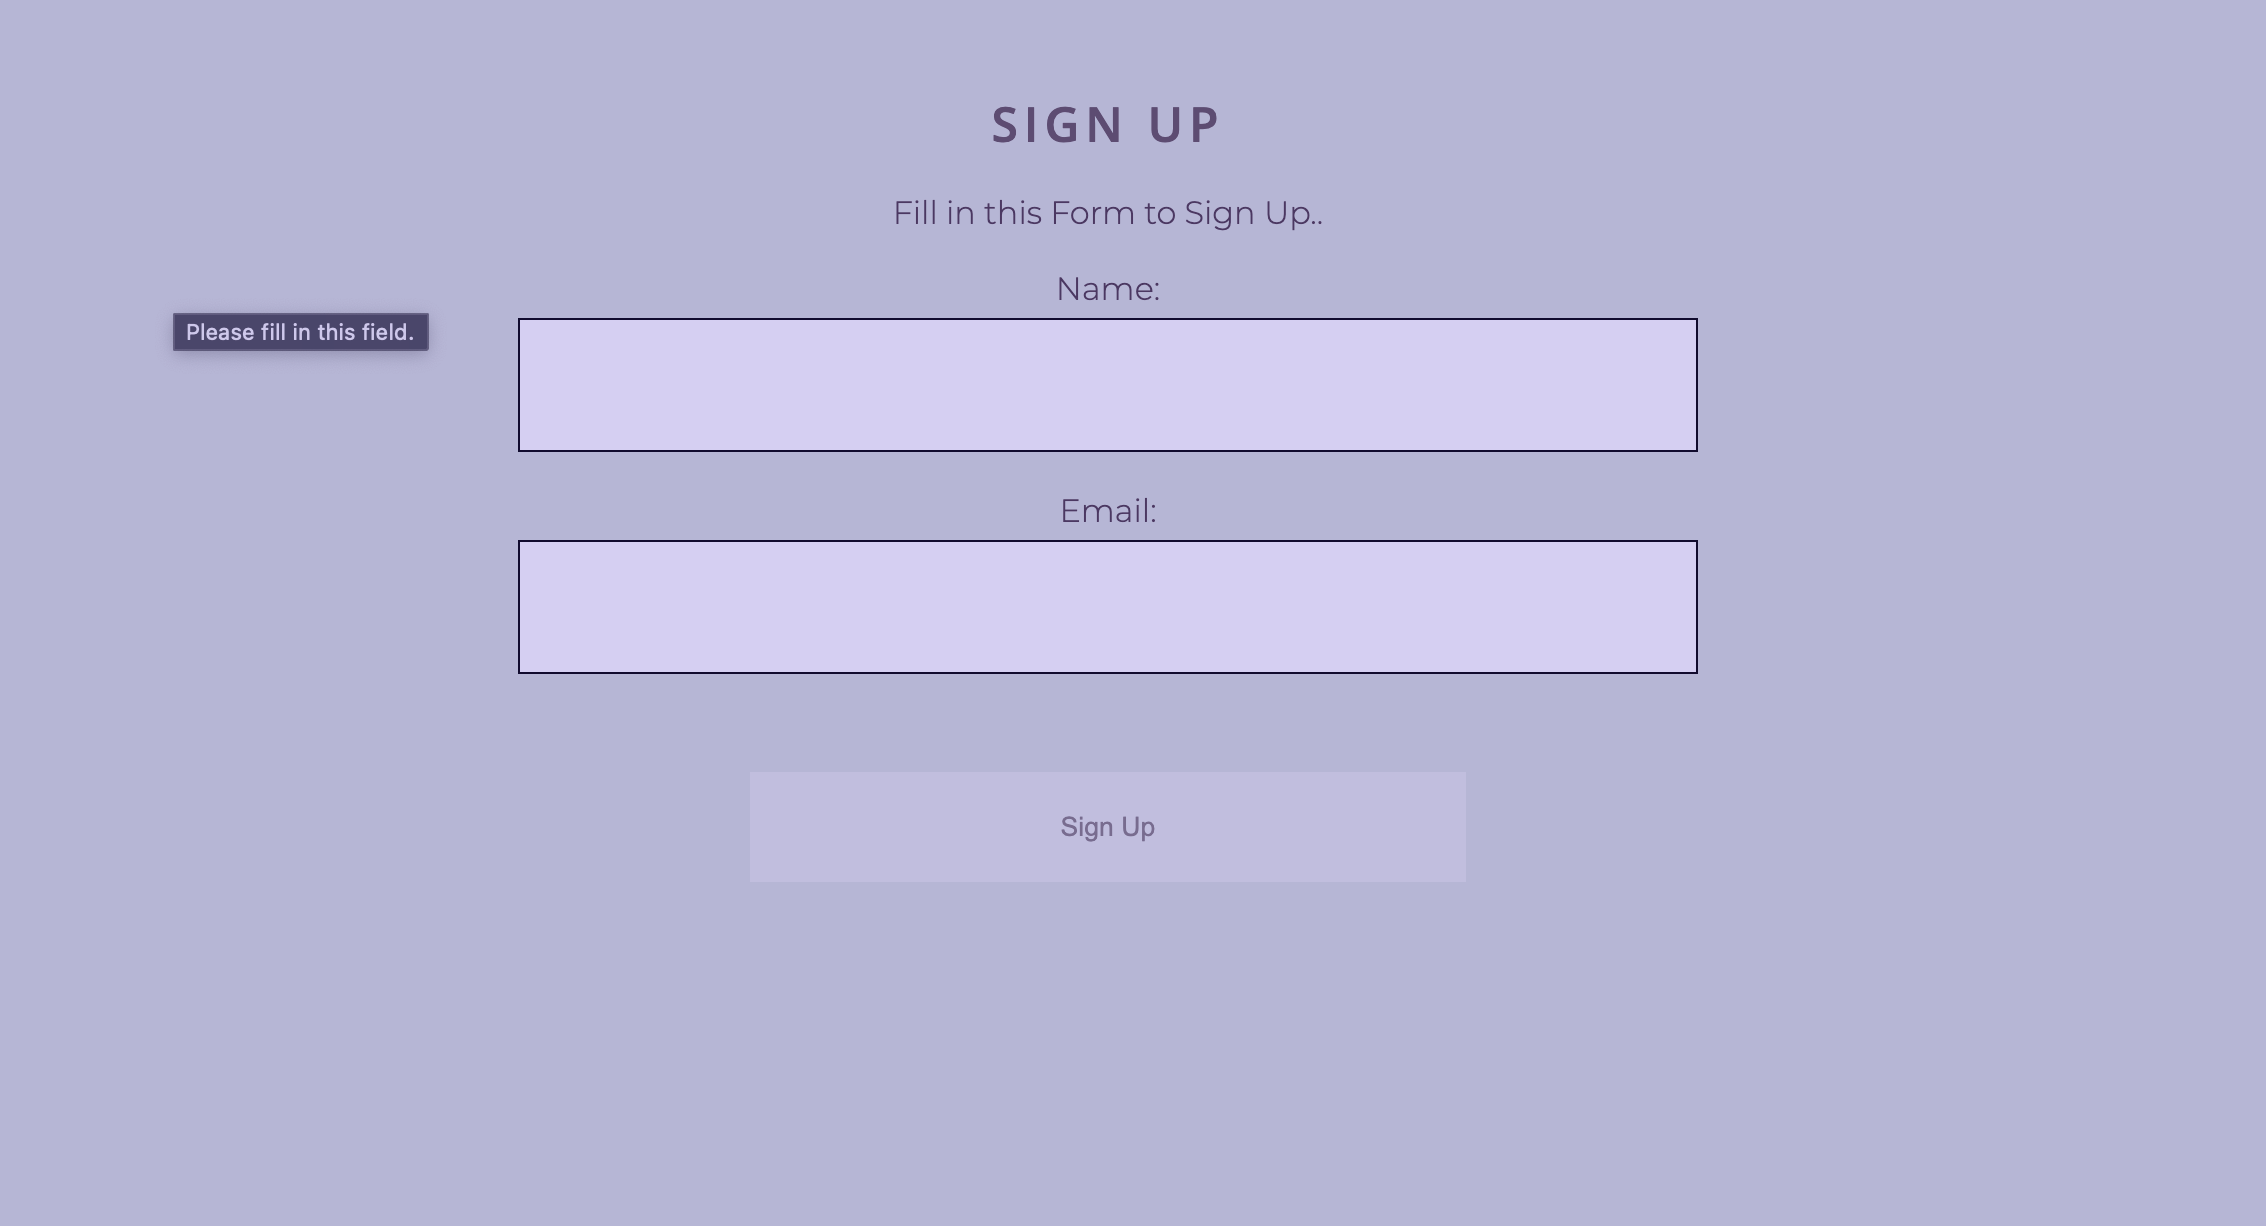 SIGN UP
Fill in this Form to Sign Up..
Name:
Please fill in this field.
Email:
Sign Up